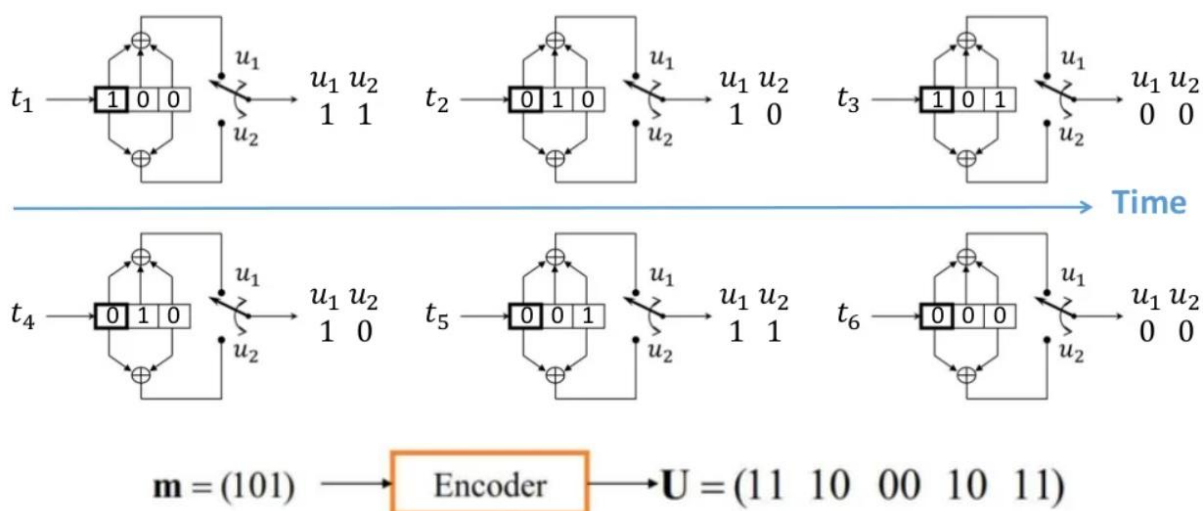 t₁ 1 0 0 u₁ u₂ u₁ u₂
1 1
t₂ 0 1 0 u₁ u₂ u₁ u₂
1 0
t₃ 1 0 1 u₁ u₂ u₁ u₂
0 0
Time
t₄ 0 1 0 u₁ u₂ u₁ u₂
1 0
t₅ 0 0 1 u₁ u₂ u₁ u₂
1 1
t₆ 0 0 0 u₁ u₂ u₁ u₂
0 0
m = (101) Encoder U = (11 10 00 10 11)